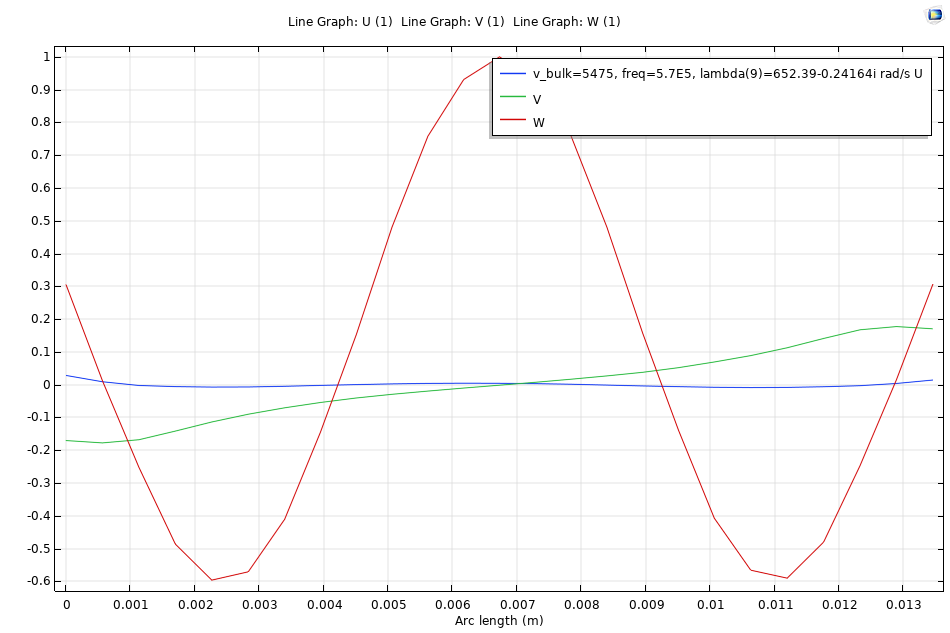 Line Graph: U (1)  Line Graph: V (1)  Line Graph: W (1)
v_bulk=5475, freq=5.7E5, lambda(9)=652.39-0.24164i rad/s U
V
W
1
0.9
0.8
0.7
0.6
0.5
0.4
0.3
0.2
0.1
0
-0.1
-0.2
-0.3
-0.4
-0.5
-0.6
0 0.001 0.002 0.003 0.004 0.005 0.006 0.007 0.008 0.009 0.01 0.011 0.012 0.013
Arc length (m)